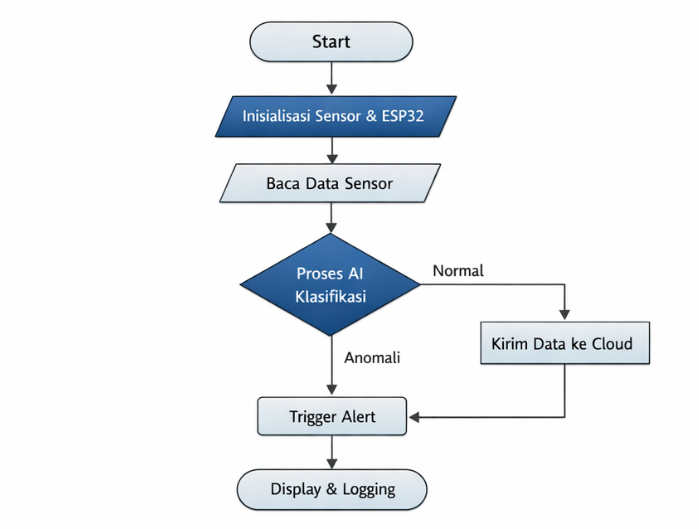 Start
Inisialisasi Sensor & ESP32
Baca Data Sensor
Proses AI
Klasifikasi
Normal
Kirim Data ke Cloud
Anomali
Trigger Alert
Display & Logging